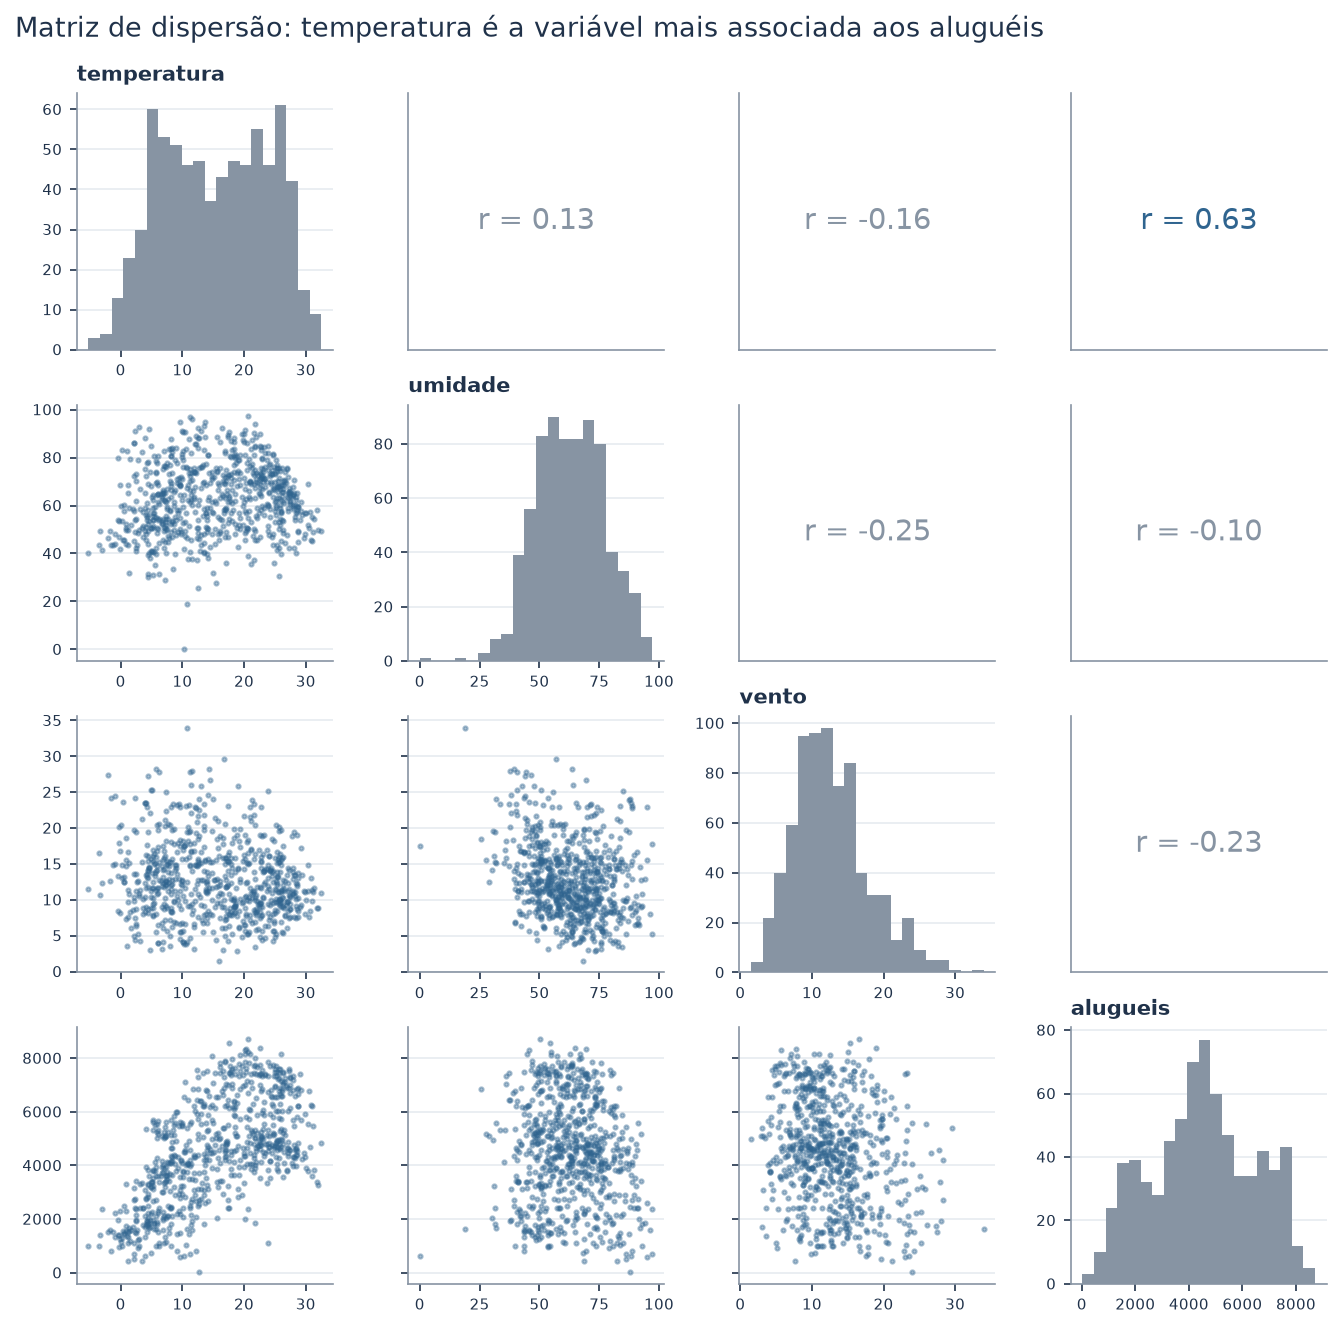 Matriz de dispersão: temperatura é a variável mais associada aos aluguéis
temperatura
60
50
40
30
20
10
0
0 10 20 30
r = 0.13
r = -0.16
r = 0.63
umidade
100
80
60
40
20
0
0 10 20 30
80
60
40
20
0
0 25 50 75 100
r = -0.25
r = -0.10
vento
35
30
25
20
15
10
5
0
0 10 20 30
0 25 50 75 100
100
80
60
40
20
0
0 10 20 30
r = -0.23
alugueis
8000
6000
4000
2000
0
0 10 20 30
0 25 50 75 100
0 10 20 30
80
60
40
20
0
0 2000 4000 6000 8000